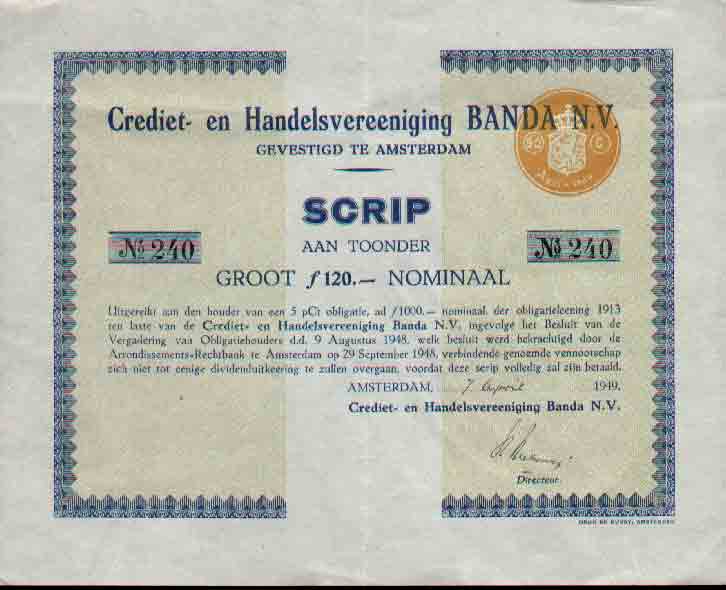 Crediet- en Handelsvereeniging BANDA N.V.
GEVESTIGD TE AMSTERDAM
SCRIP
AAN TOONDER
No 240
No 240
GROOT ƒ 120.— NOMINAAL
Uitgereikt aan den houder van een 5 pCt obligatie, ad ƒ1000.— nominaal, der obligatieleening 1913
ten laste van de Crediet- en Handelsvereeniging Banda N.V. ingevolge het Besluit van de
Vergadering van Obligatiehouders d.d. 9 Augustus 1948, welk besluit werd bekrachtigd door de
Arrondissements-Rechtbank te Amsterdam op 29 September 1948, verbindende genoemde vennootschap
zich niet tot eenige dividenduitkeering te zullen overgaan, voordat deze scrip volledig zal zijn betaald.
AMSTERDAM, 7 April 1949.
Crediet- en Handelsvereeniging Banda N.V.
Directeur.
AMSTERDAM